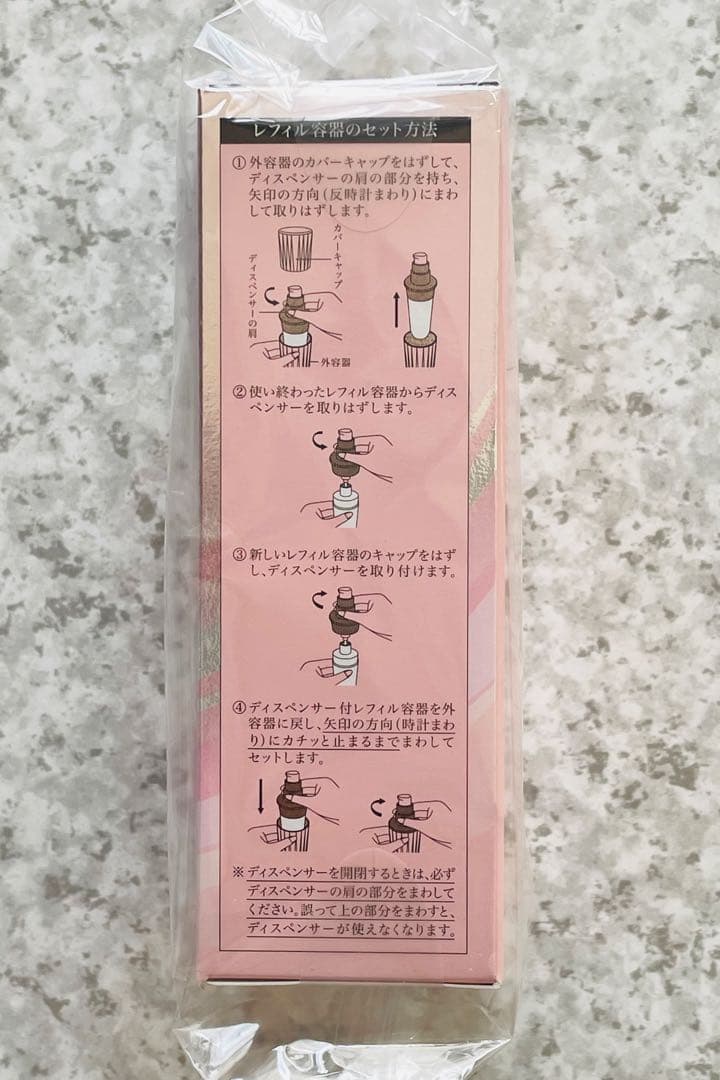 レフィル容器のセット方法
①外容器のカバーキャップをはずして、
ディスペンサーの肩の部分を持ち、
矢印の方向（反時計まわり）にまわ
して取りはずします。
カバーキャップ
ディスペンサーの肩
外容器
②使い終わったレフィル容器からディス
ペンサーを取りはずします。
③新しいレフィル容器のキャップをはず
し、ディスペンサーを取り付けます。
④ディスペンサー付レフィル容器を外
容器に戻し、矢印の方向（時計まわ
り）にカチッと止まるまでまわして
セットします。
※ディスペンサーを開閉するときは、必ず
ディスペンサーの肩の部分をまわして
ください。誤って上の部分をまわすと、
ディスペンサーが使えなくなります。